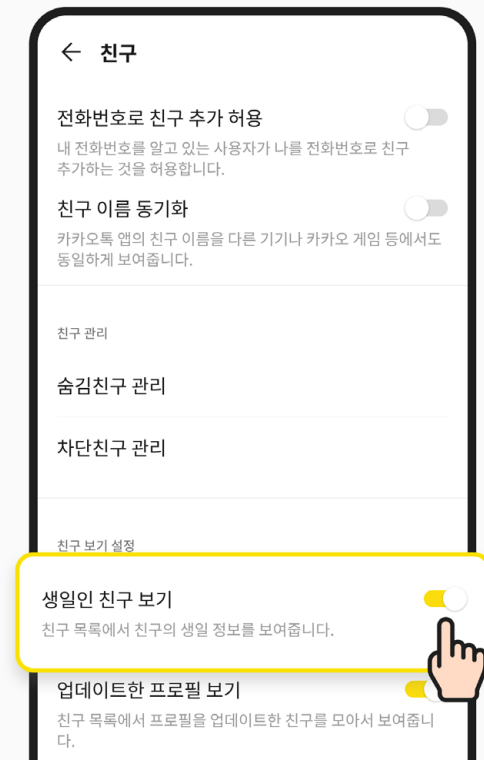 친구
전화번호로 친구 추가 허용
내 전화번호를 알고 있는 사용자가 나를 전화번호로 친구
추가하는 것을 허용합니다.
친구 이름 동기화
카카오톡 앱의 친구 이름을 다른 기기나 카카오 게임 등에서도
동일하게 보여줍니다.
친구 관리
숨김친구 관리
차단친구 관리
친구 보기 설정
생일인 친구 보기
친구 목록에서 친구의 생일 정보를 보여줍니다.
업데이트한 프로필 보기
친구 목록에서 프로필을 업데이트한 친구를 모아서 보여줍니
다.